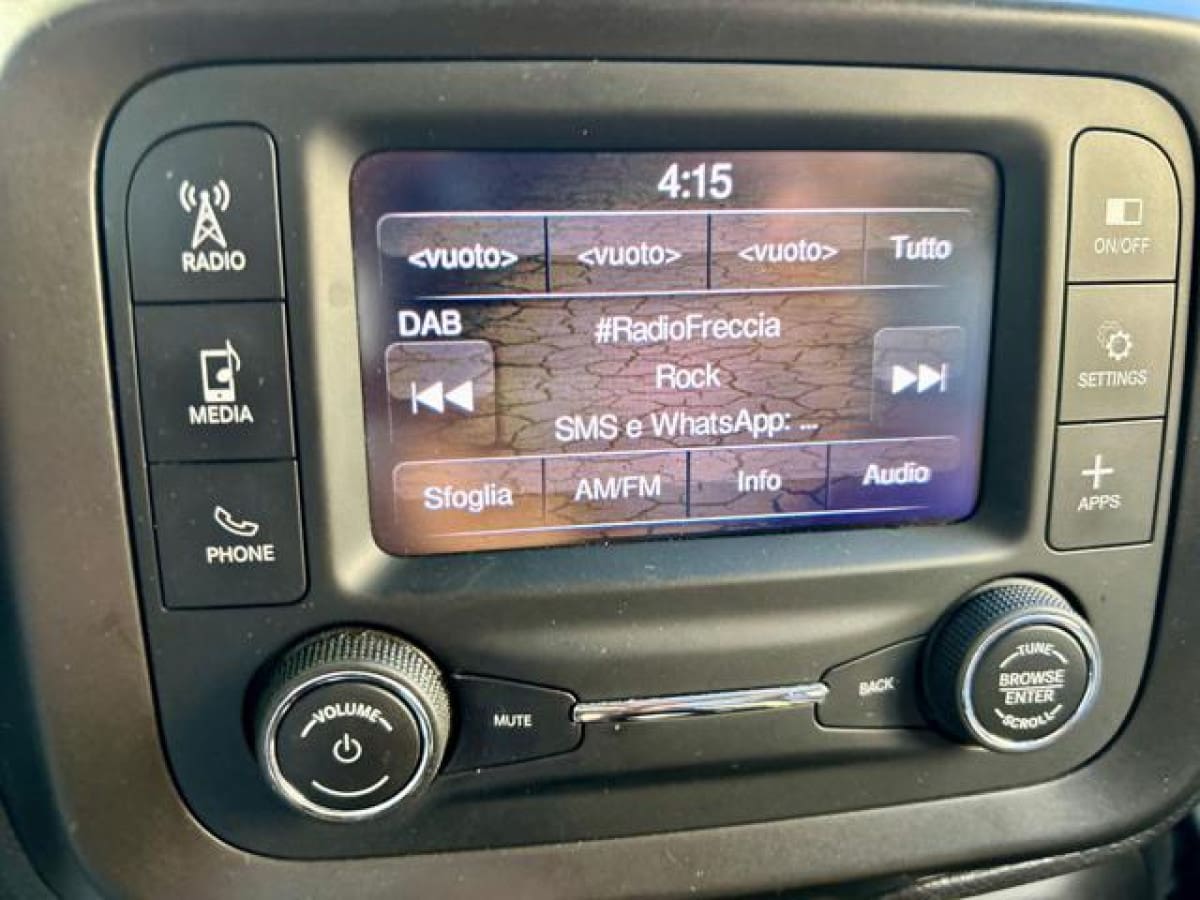 4:15
<vuoto> <vuoto> <vuoto> Tutto
DAB
#RadioFreccia
Rock
SMS e WhatsApp: ...
Sfoglia AM/FM Info Audio
RADIO
MEDIA
PHONE
ON/OFF
SETTINGS
APPS
VOLUME
MUTE
BACK
TUNE
BROWSE
ENTER
SCROLL